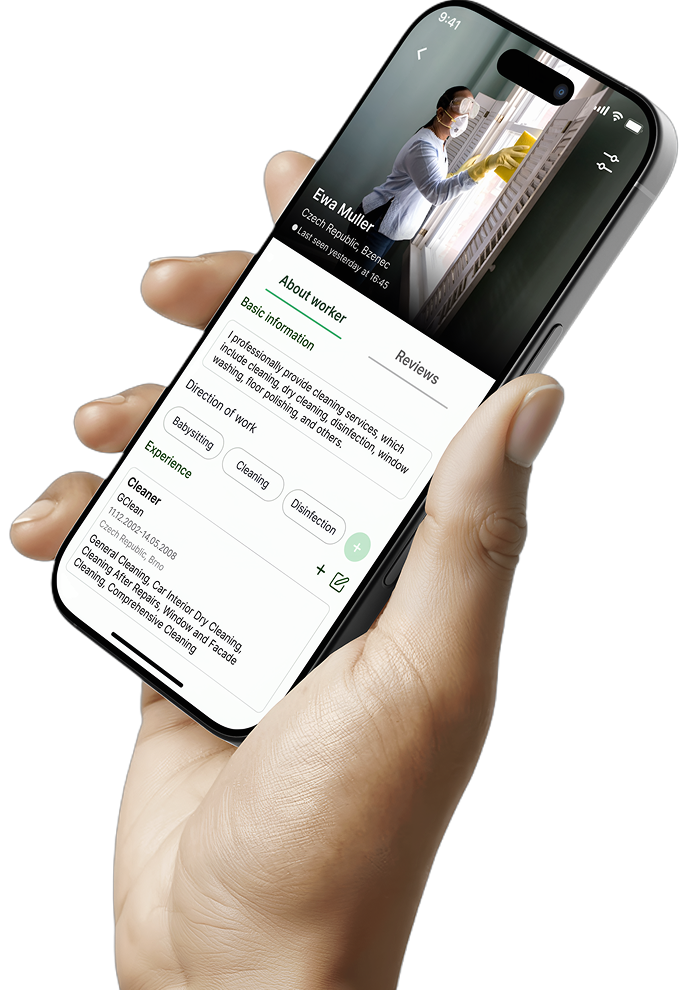 9:41
Ewa Muller
Czech Republic, Bzenec
Last seen yesterday at 16:45
About worker
Reviews
Basic information
I professionally provide cleaning services, which
include cleaning, dry cleaning, disinfection, window
washing, floor polishing, and others.
Direction of work
Babysitting
Cleaning
Disinfection
+
Experience
+
Cleaner
GClean
11.12.2002-14.05.2008
Czech Republic, Brno
General Cleaning, Car Interior Dry Cleaning,
Cleaning After Repairs, Window and Facade
Cleaning, Comprehensive Cleaning